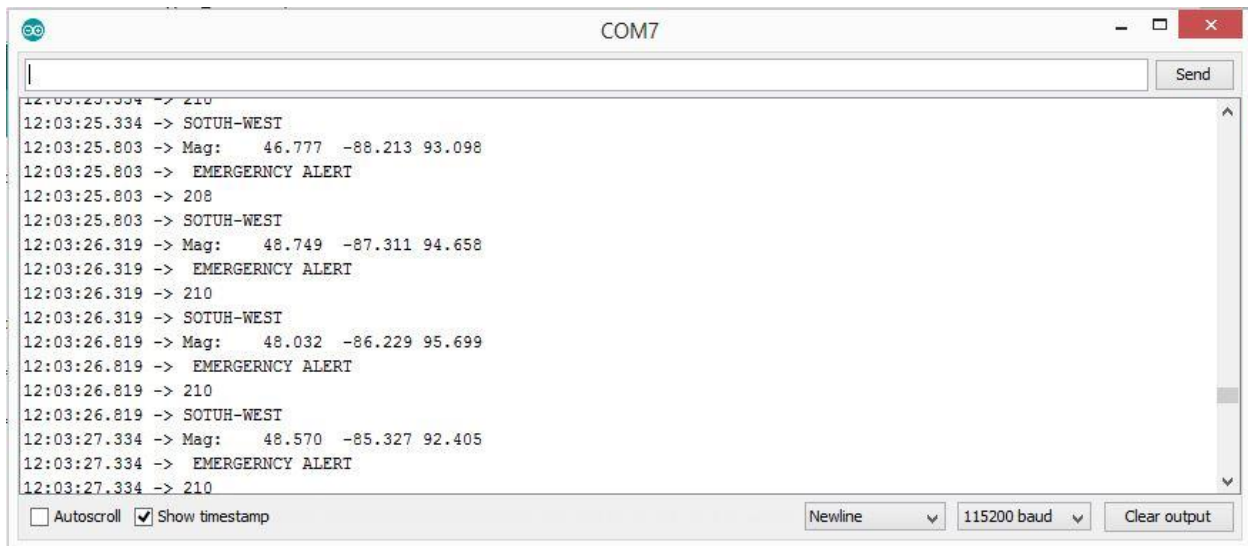 COM7
Send
12:03:25.334 -> 210
12:03:25.334 -> SOTUH-WEST
12:03:25.803 -> Mag:    46.777  -88.213 93.098
12:03:25.803 ->  EMERGERNCY ALERT
12:03:25.803 -> 208
12:03:25.803 -> SOTUH-WEST
12:03:26.319 -> Mag:    48.749  -87.311 94.658
12:03:26.319 ->  EMERGERNCY ALERT
12:03:26.319 -> 210
12:03:26.319 -> SOTUH-WEST
12:03:26.819 -> Mag:    48.032  -86.229 95.699
12:03:26.819 ->  EMERGERNCY ALERT
12:03:26.819 -> 210
12:03:26.819 -> SOTUH-WEST
12:03:27.334 -> Mag:    48.570  -85.327 92.405
12:03:27.334 ->  EMERGERNCY ALERT
12:03:27.334 -> 210
Autoscroll Show timestamp Newline 115200 baud Clear output